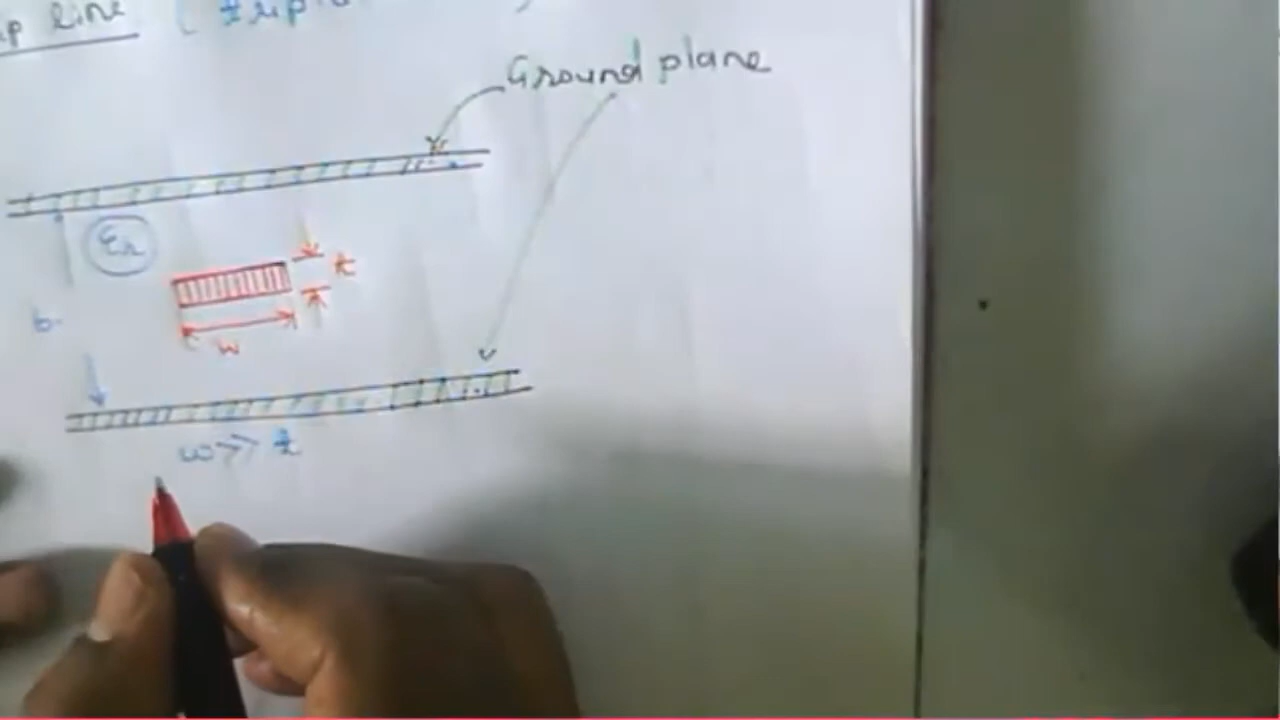 line
Ground plane
εr
t
b
w
w >> t